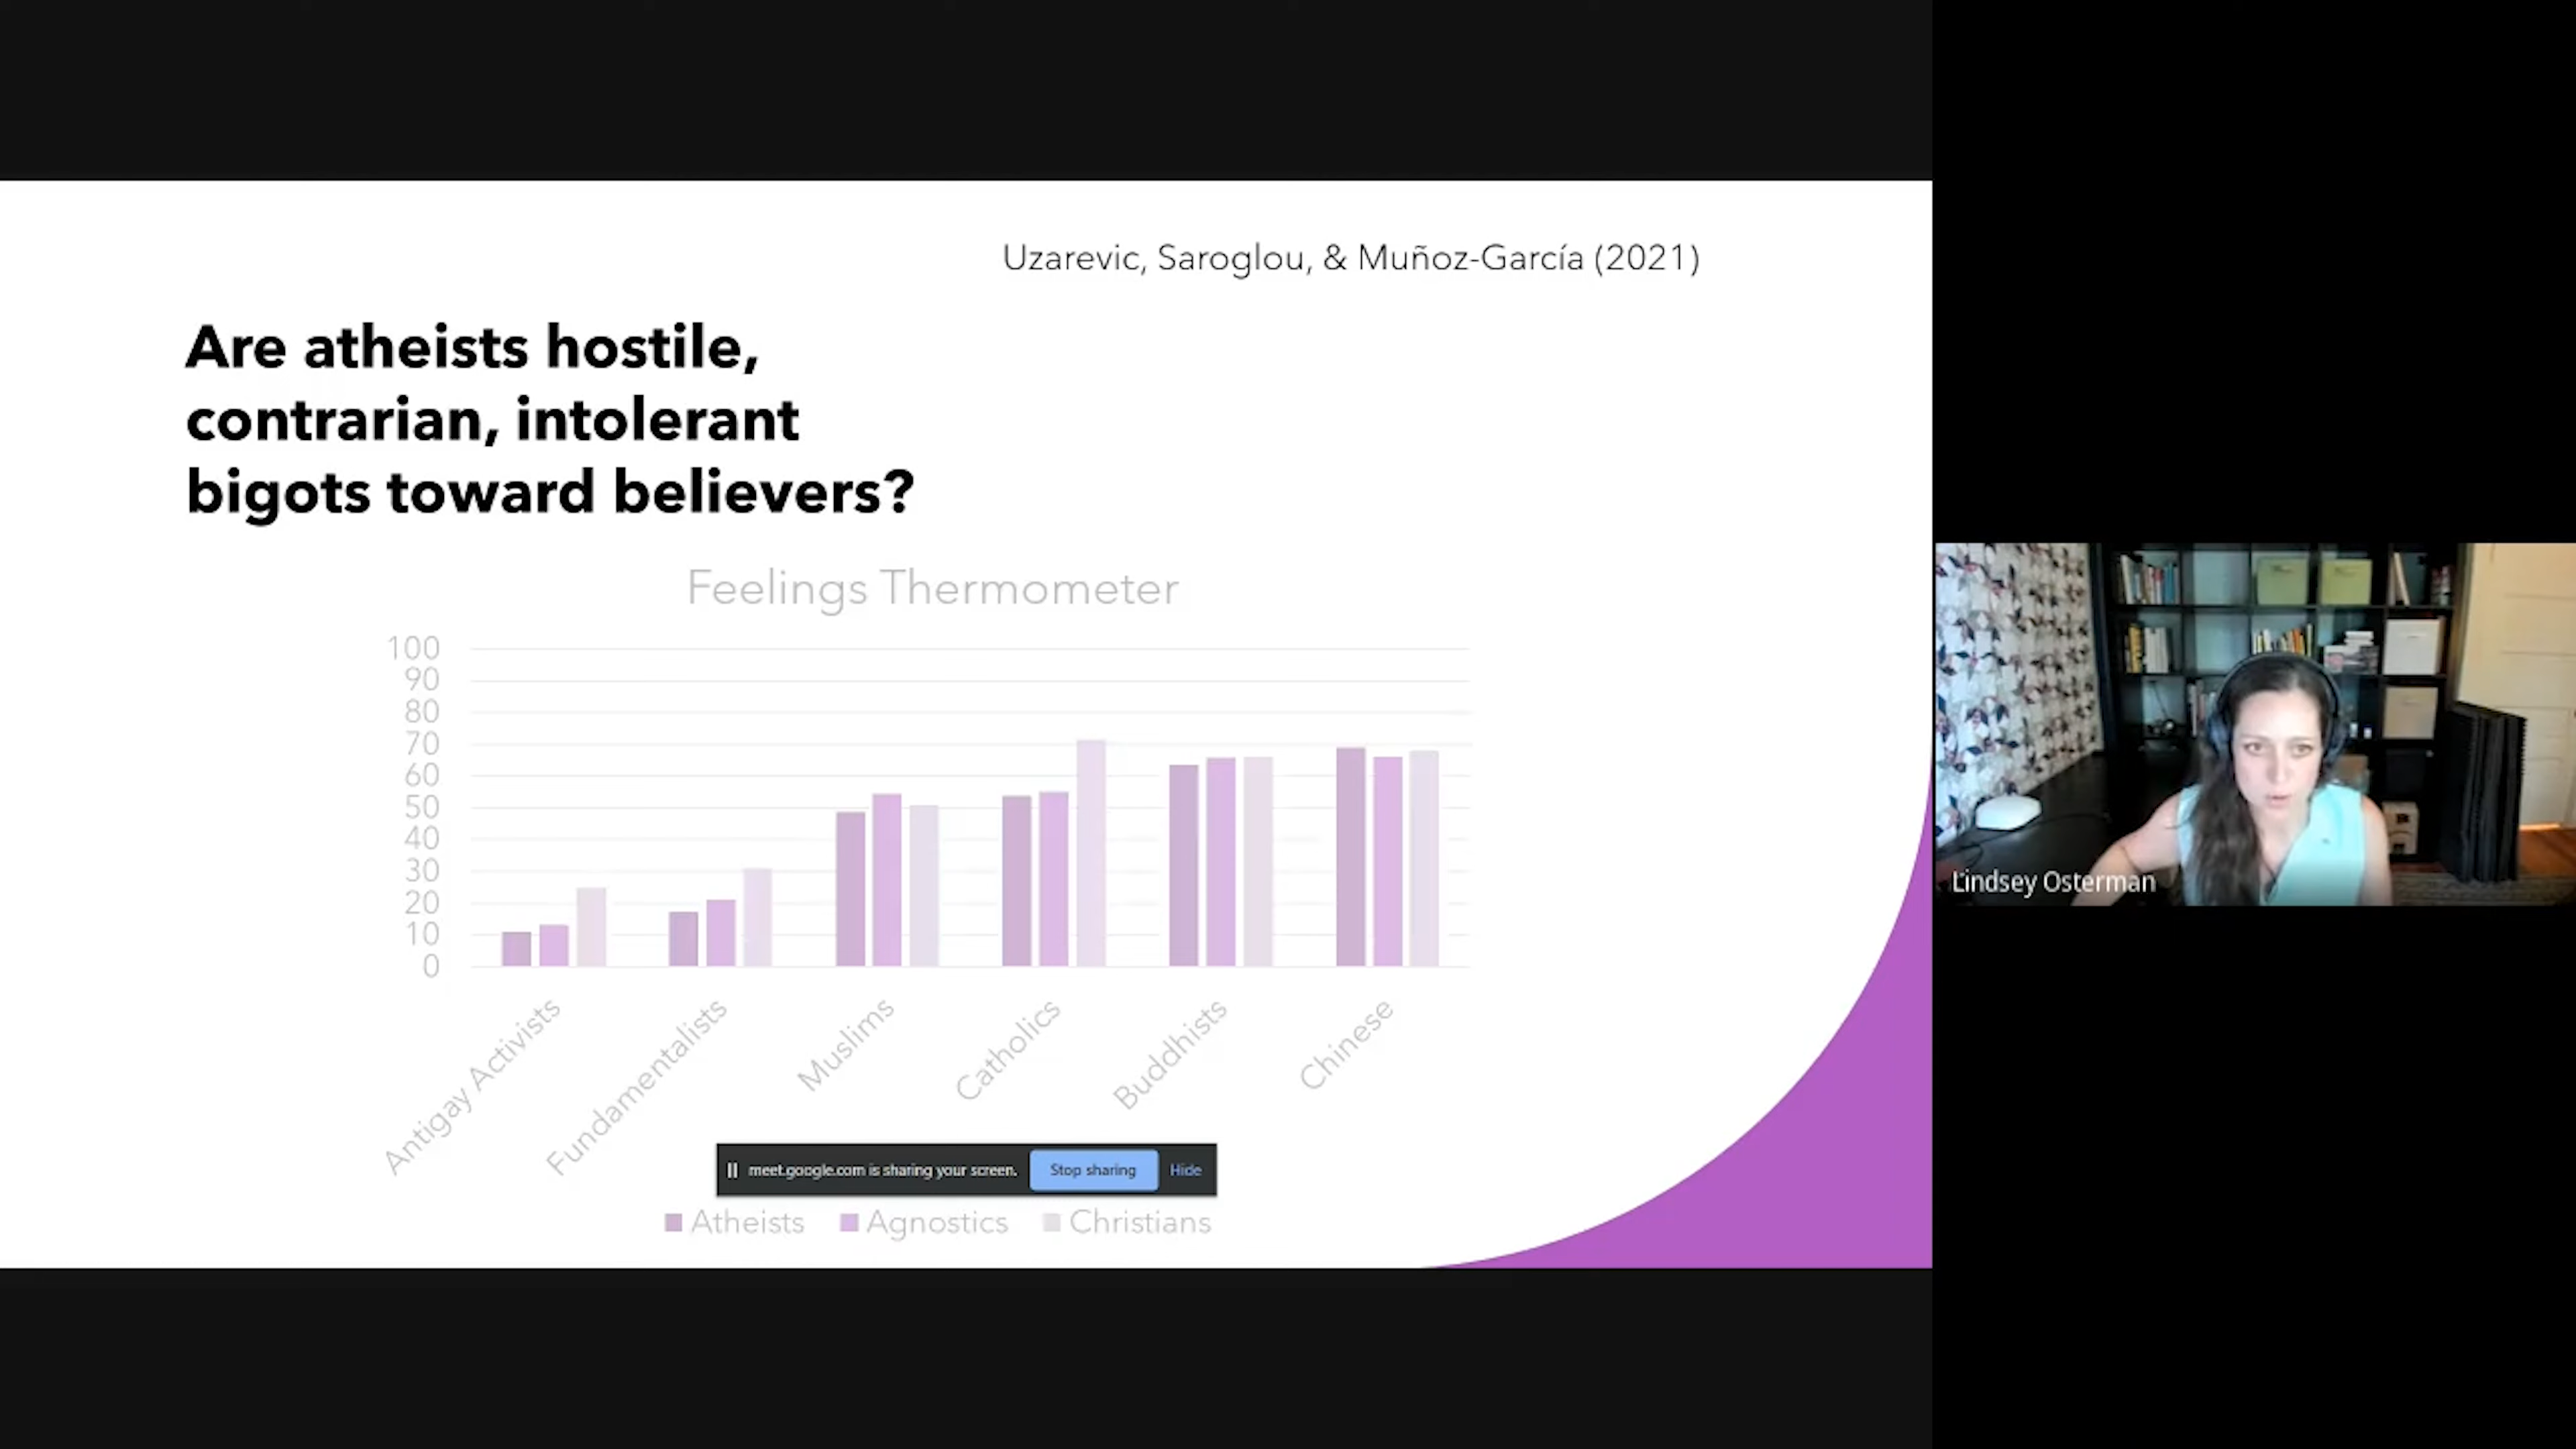 Uzarevic, Saroglou, & Muñoz-García (2021)
Are atheists hostile,
contrarian, intolerant
bigots toward believers?
Feelings Thermometer
100
90
80
70
60
50
40
30
20
10
0
Antigay Activists
Fundamentalists
Muslims
Catholics
Buddhists
Chinese
meet.google.com is sharing your screen. Stop sharing Hide
Atheists Agnostics Christians
Lindsey Osterman